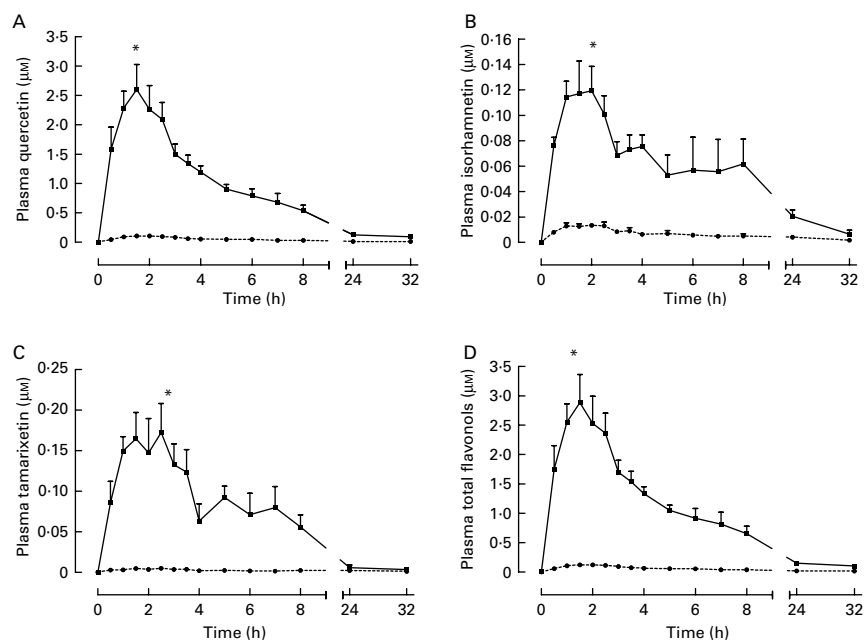 A
3·5
3·0
2·5
2·0
1·5
1·0
0·5
0
Plasma quercetin (µM)
*
0 2 4 6 8 24 32
Time (h)
B
0·16
0·14
0·12
0·10
0·08
0·06
0·04
0·02
0
Plasma isorhamnetin (µM)
*
0 2 4 6 8 24 32
Time (h)
C
0·25
0·20
0·15
0·10
0·05
0
Plasma tamarixetin (µM)
*
0 2 4 6 8 24 32
Time (h)
D
3·5
3·0
2·5
2·0
1·5
1·0
0·5
0
Plasma total flavonols (µM)
*
0 2 4 6 8 24 32
Time (h)